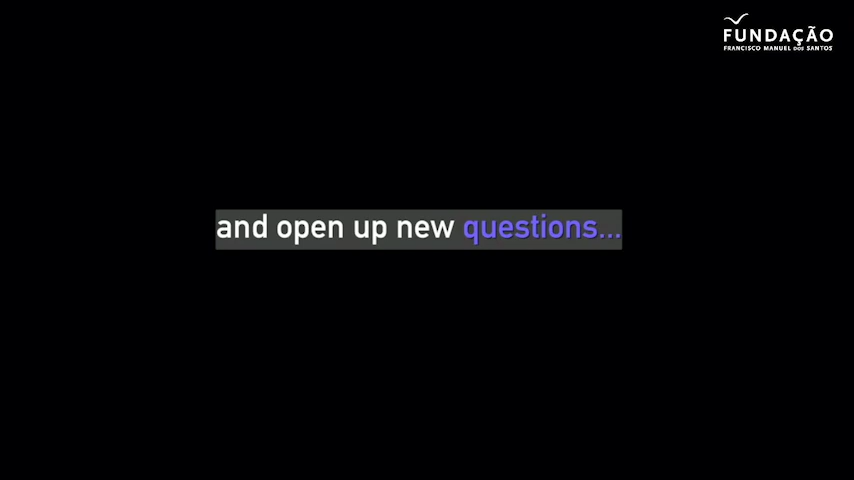 FUNDAÇÃO
FRANCISCO MANUEL DOS SANTOS
and open up new questions...